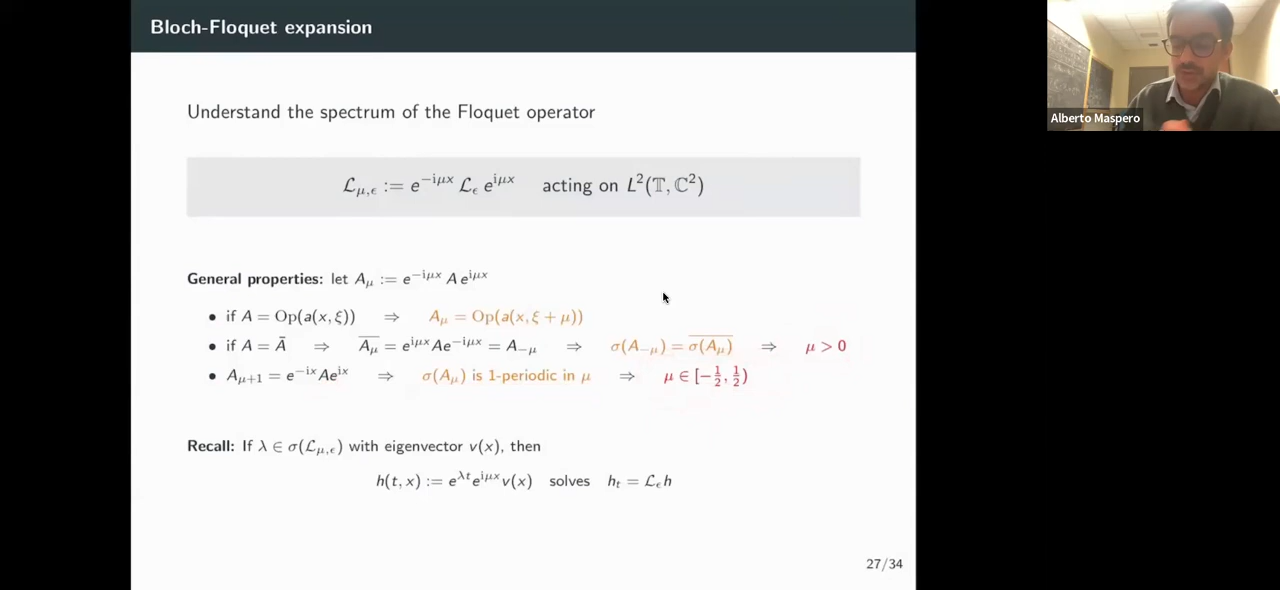 Bloch-Floquet expansion
Alberto Maspero
Understand the spectrum of the Floquet operator
ℒ_{μ,ϵ} := e^{−iμx} ℒ_ϵ e^{iμx} acting on L²(𝕋, ℂ²)
General properties: let A_μ := e^{−iμx} A e^{iμx}
• if A = Op(a(x, ξ)) ⇒ A_μ = Op(a(x, ξ + μ))
• if A = Ā ⇒ \overline{A_μ} = e^{iμx} A e^{−iμx} = A_{−μ} ⇒ σ(A_{−μ}) = \overline{σ(A_μ)} ⇒ μ > 0
• A_{μ+1} = e^{−ix} A e^{ix} ⇒ σ(A_μ) is 1-periodic in μ ⇒ μ ∈ [−½, ½)
Recall: If λ ∈ σ(ℒ_{μ,ϵ}) with eigenvector v(x), then
h(t, x) := e^{λt} e^{iμx} v(x) solves h_t = ℒ_ϵ h
27/34